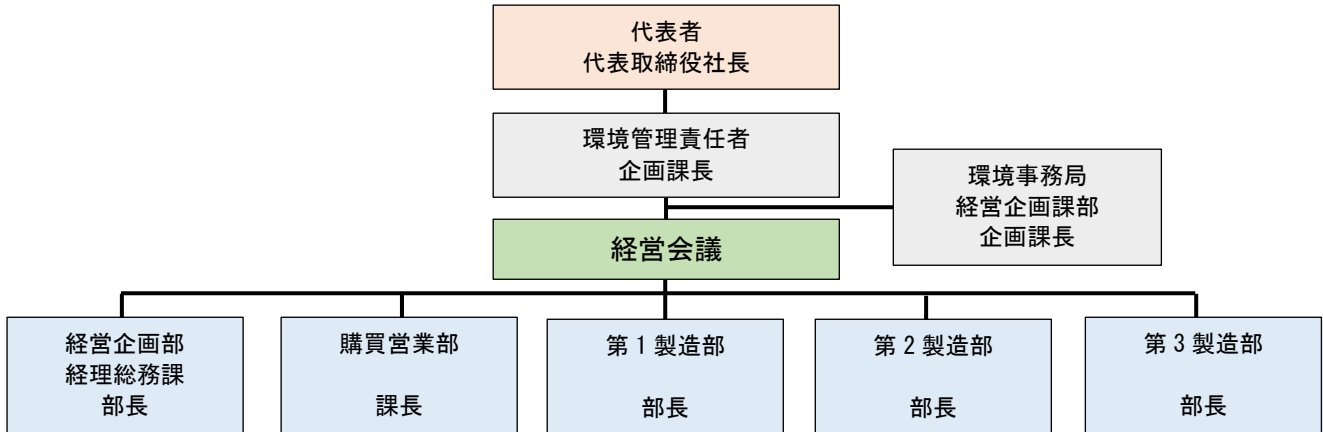 代表者
代表取締役社長
環境管理責任者
企画課長
環境事務局
経営企画課部
企画課長
経営会議
経営企画部
経理総務課
部長
購買営業部
課長
第1製造部
部長
第2製造部
部長
第3製造部
部長